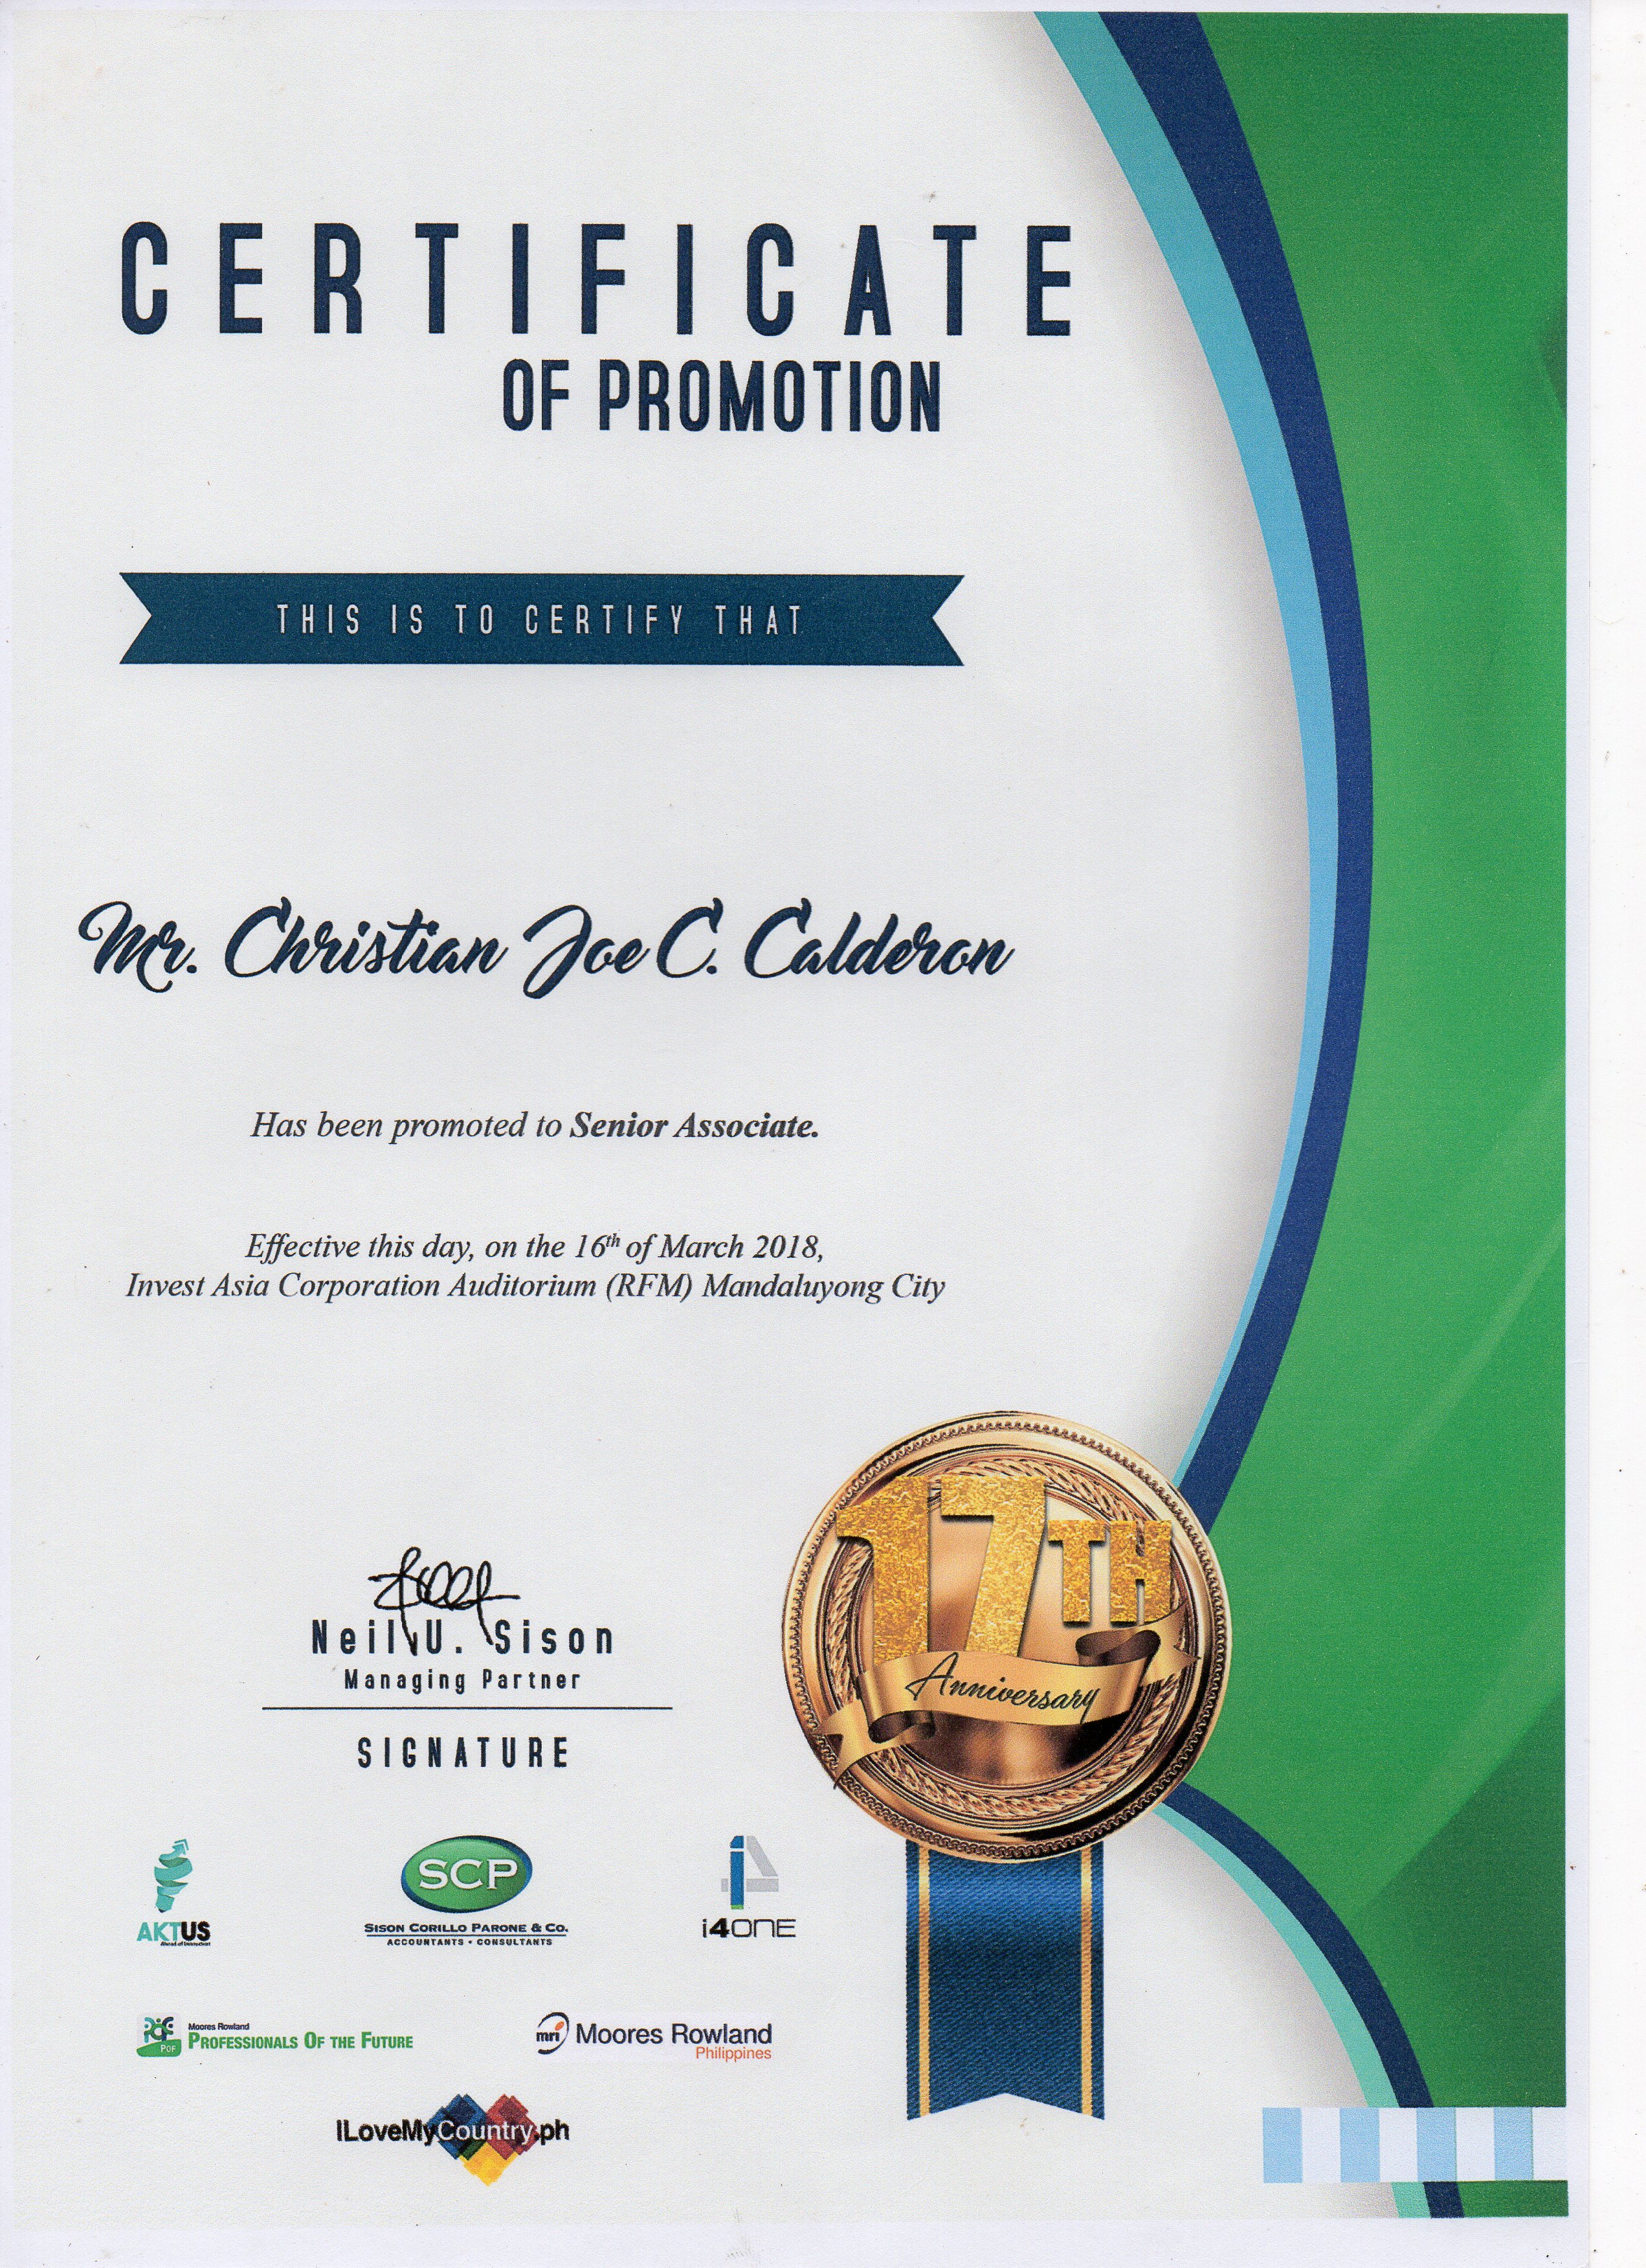 CERTIFICATE
OF PROMOTION
THIS IS TO CERTIFY THAT
Mr. Christian Joe C. Calderon
Has been promoted to Senior Associate.
Effective this day, on the 16th of March 2018,
Invest Asia Corporation Auditorium (RFM) Mandaluyong City
17TH
Anniversary
Neil U. Sison
Managing Partner
SIGNATURE
AKTUS
SCP
SISON CORILLO PARONE & CO.
ACCOUNTANTS • CONSULTANTS
i4ONE
POF
Moores Rowland
PROFESSIONALS OF THE FUTURE
mri Moores Rowland
Philippines
ILoveMyCountry.ph